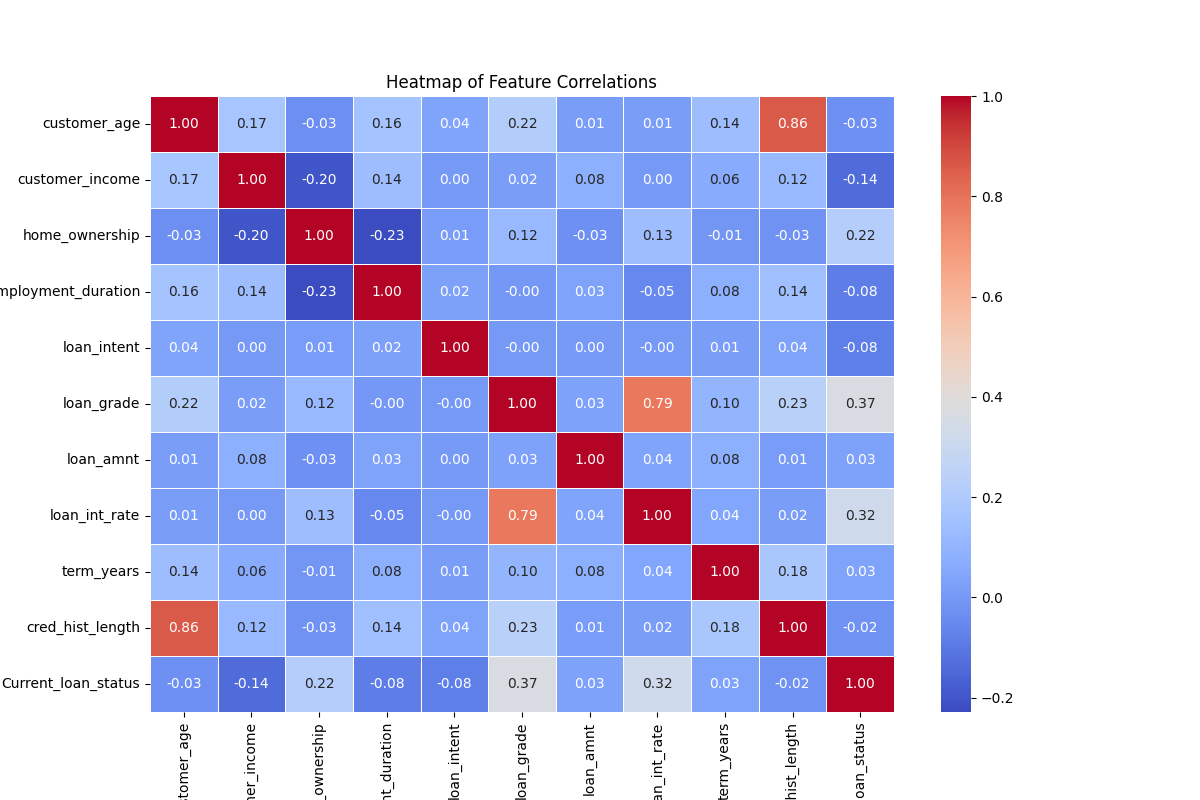 Heatmap of Feature Correlations
customer_age 1.00 0.17 -0.03 0.16 0.04 0.22 0.01 0.01 0.14 0.86 -0.03
customer_income 0.17 1.00 -0.20 0.14 0.00 0.02 0.08 0.00 0.06 0.12 -0.14
home_ownership -0.03 -0.20 1.00 -0.23 0.01 0.12 -0.03 0.13 -0.01 -0.03 0.22
mployment_duration 0.16 0.14 -0.23 1.00 0.02 -0.00 0.03 -0.05 0.08 0.14 -0.08
loan_intent 0.04 0.00 0.01 0.02 1.00 -0.00 0.00 -0.00 0.01 0.04 -0.08
loan_grade 0.22 0.02 0.12 -0.00 -0.00 1.00 0.03 0.79 0.10 0.23 0.37
loan_amnt 0.01 0.08 -0.03 0.03 0.00 0.03 1.00 0.04 0.08 0.01 0.03
loan_int_rate 0.01 0.00 0.13 -0.05 -0.00 0.79 0.04 1.00 0.04 0.02 0.32
term_years 0.14 0.06 -0.01 0.08 0.01 0.10 0.08 0.04 1.00 0.18 0.03
cred_hist_length 0.86 0.12 -0.03 0.14 0.04 0.23 0.01 0.02 0.18 1.00 -0.02
Current_loan_status -0.03 -0.14 0.22 -0.08 -0.08 0.37 0.03 0.32 0.03 -0.02 1.00
stomer_age
ner_income
_ownership
nt_duration
loan_intent
loan_grade
loan_amnt
an_int_rate
term_years
hist_length
oan_status
1.0
0.8
0.6
0.4
0.2
0.0
−0.2